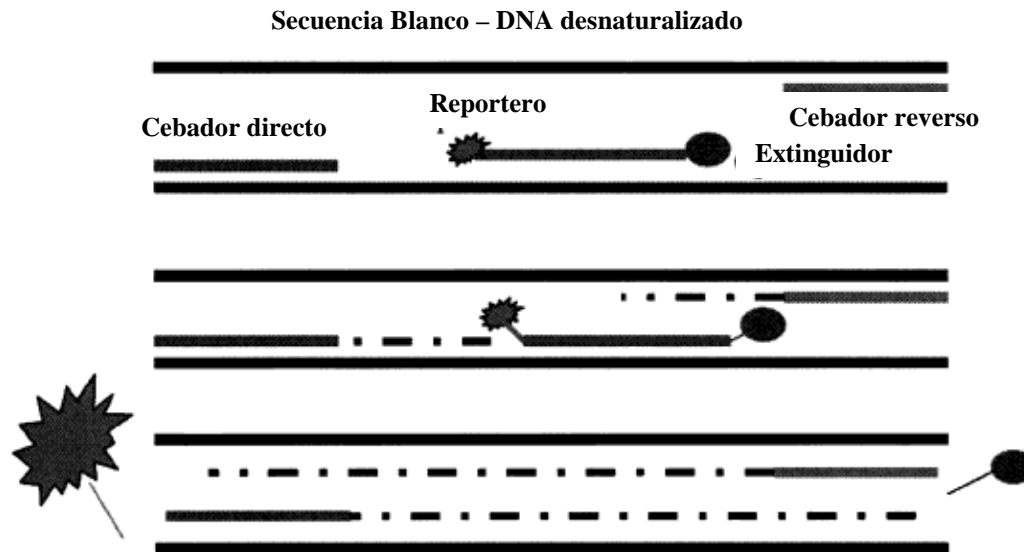 Secuencia Blanco – DNA desnaturalizado
Reportero
Cebador directo
Cebador reverso
Extinguidor